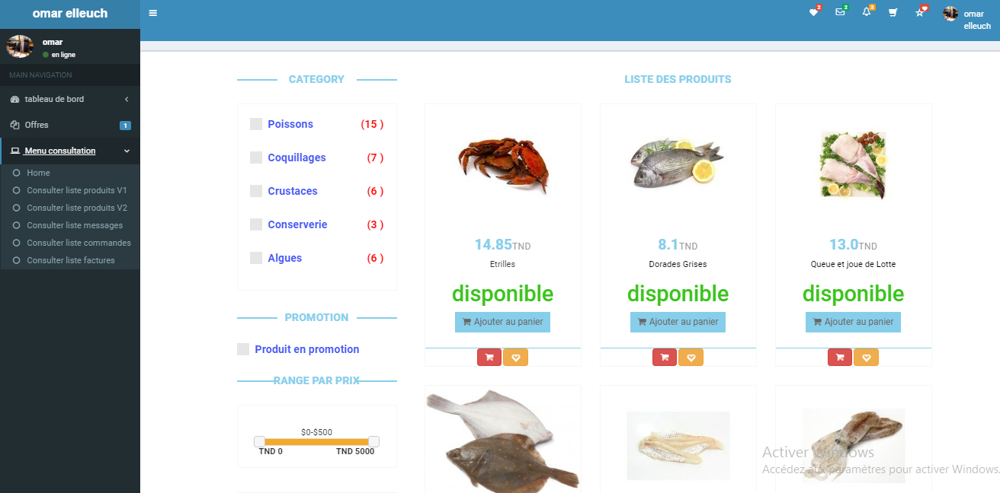 omar elleuch
2
2
3
omar
elleuch
omar
en ligne
MAIN NAVIGATION
tableau de bord
Offres 1
Menu consultation
Home
Consulter liste produits V1
Consulter liste produits V2
Consulter liste messages
Consulter liste commandes
Consulter liste factures
CATEGORY
Poissons (15 )
Coquillages (7 )
Crustaces (6 )
Conserverie (3 )
Algues (6 )
PROMOTION
Produit en promotion
RANGE PAR PRIX
$0-$500
TND 0 TND 5000
LISTE DES PRODUITS
14.85TND
Etrilles
disponible
Ajouter au panier
8.1TND
Dorades Grises
disponible
Ajouter au panier
13.0TND
Queue et joue de Lotte
disponible
Ajouter au panier
Activer Windows
Accédez aux paramètres pour activer Windows.